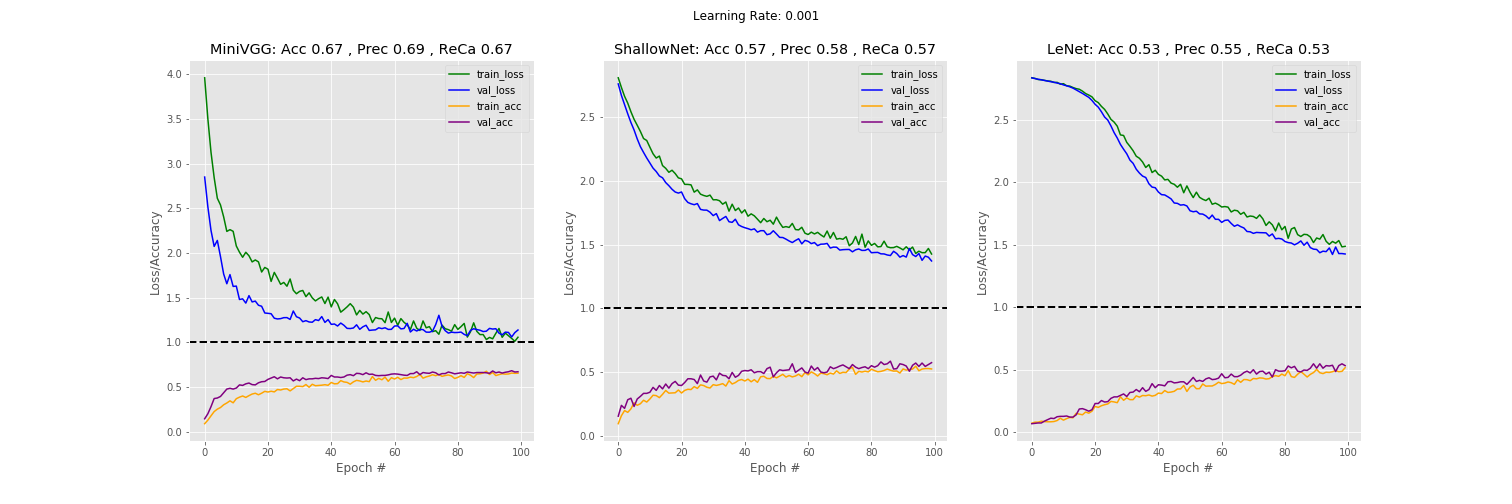 Learning Rate: 0.001
MiniVGG: Acc 0.67 , Prec 0.69 , ReCa 0.67
4.0
3.5
3.0
2.5
2.0
1.5
1.0
0.5
0.0
Loss/Accuracy
train_loss
val_loss
train_acc
val_acc
0 20 40 60 80 100
Epoch #
ShallowNet: Acc 0.57 , Prec 0.58 , ReCa 0.57
2.5
2.0
1.5
1.0
0.5
0.0
Loss/Accuracy
train_loss
val_loss
train_acc
val_acc
0 20 40 60 80 100
Epoch #
LeNet: Acc 0.53 , Prec 0.55 , ReCa 0.53
2.5
2.0
1.5
1.0
0.5
0.0
Loss/Accuracy
train_loss
val_loss
train_acc
val_acc
0 20 40 60 80 100
Epoch #